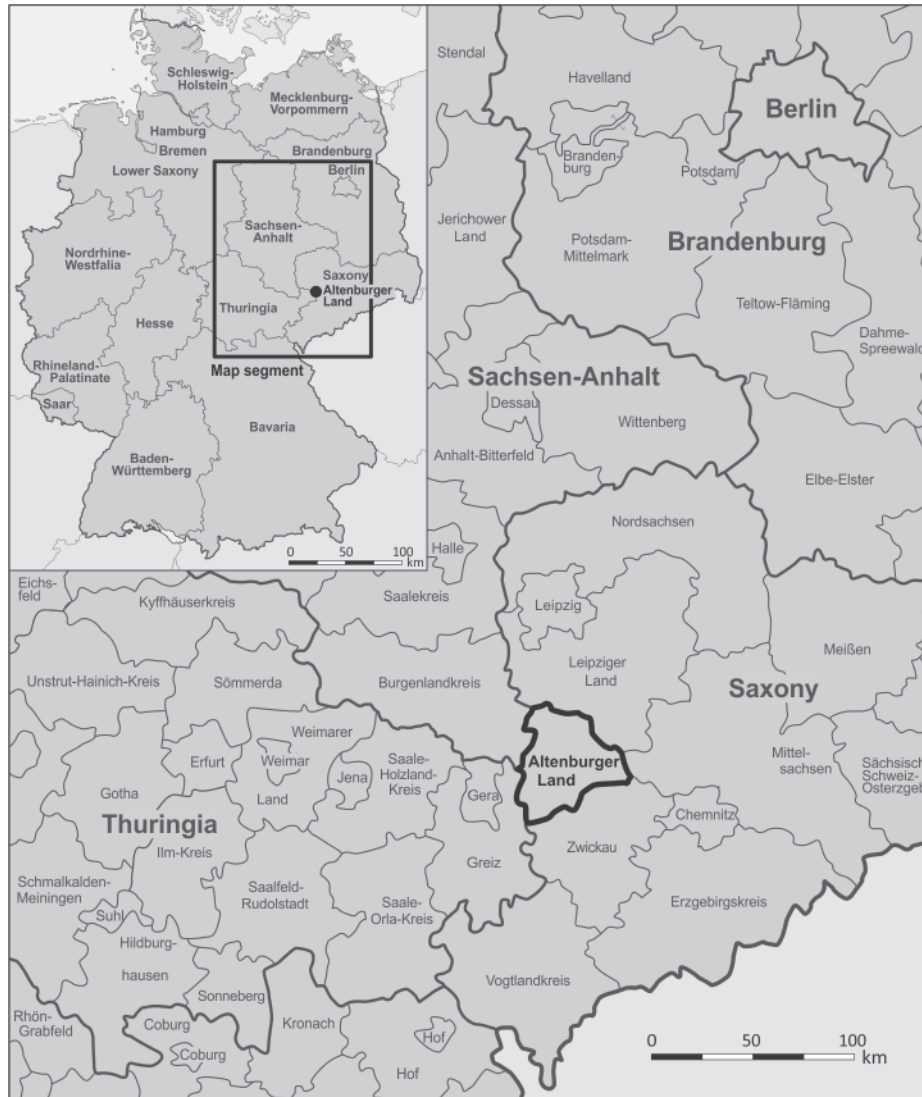 Schleswig-
Holstein
Mecklenburg-
Vorpommern
Hamburg
Bremen
Brandenburg
Lower Saxony
Berlin
Sachsen-
Anhalt
Nordrhine-
Westfalia
Saxony
Altenburger
Land
Thuringia
Hesse
Rhineland-
Palatinate
Map segment
Saar
Bavaria
Baden-
Württemberg
0 50 100
km
Stendal
Havelland
Berlin
Branden-
burg
Potsdam
Jerichower
Land
Potsdam-
Mittelmark
Brandenburg
Teltow-Fläming
Dahme-
Spreewald
Sachsen-Anhalt
Dessau
Wittenberg
Anhalt-Bitterfeld
Elbe-Elster
Nordsachsen
Halle
Eichs-
feld
Kyffhäuserkreis
Saalekreis
Leipzig
Meißen
Leipziger
Land
Unstrut-Hainich-Kreis
Sömmerda
Burgenlandkreis
Saxony
Weimarer
Erfurt
Weimar
Jena
Saale-
Holzland-
Kreis
Altenburger
Land
Mittel-
sachsen
Sächsisch
Schweiz-
Osterzgeb
Gotha
Land
Gera
Chemnitz
Thuringia
Ilm-Kreis
Greiz
Zwickau
Schmalkalden-
Meiningen
Saalfeld-
Rudolstadt
Saale-
Orla-Kreis
Erzgebirgskreis
Suhl
Hildburg-
hausen
Sonneberg
Vogtlandkreis
Rhön-
Grabfeld
Coburg
Kronach
Coburg
Hof
Hof
0 50 100
km